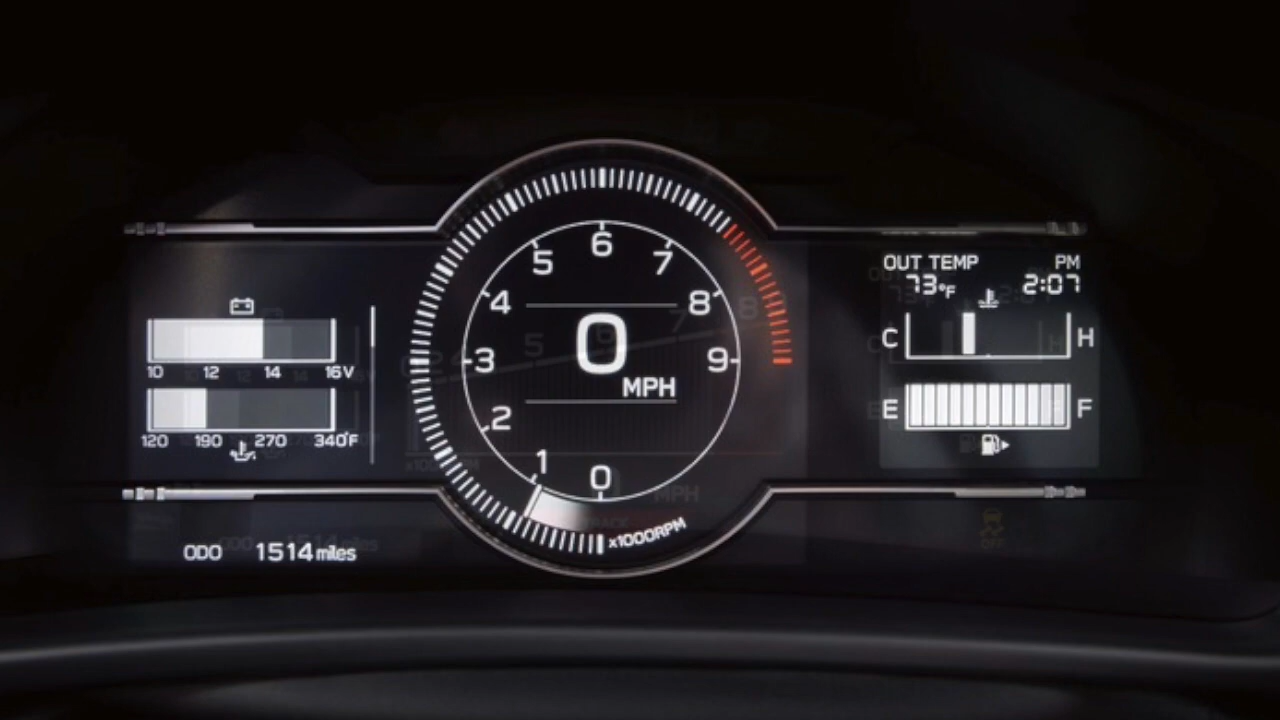 10 12 14 16V
120 190 270 340°F
ODO 1514 miles
0
1
2
3
4
5
6
7
8
9
0
MPH
x1000RPM
OUT TEMP PM
73°F 2:07
C H
E F